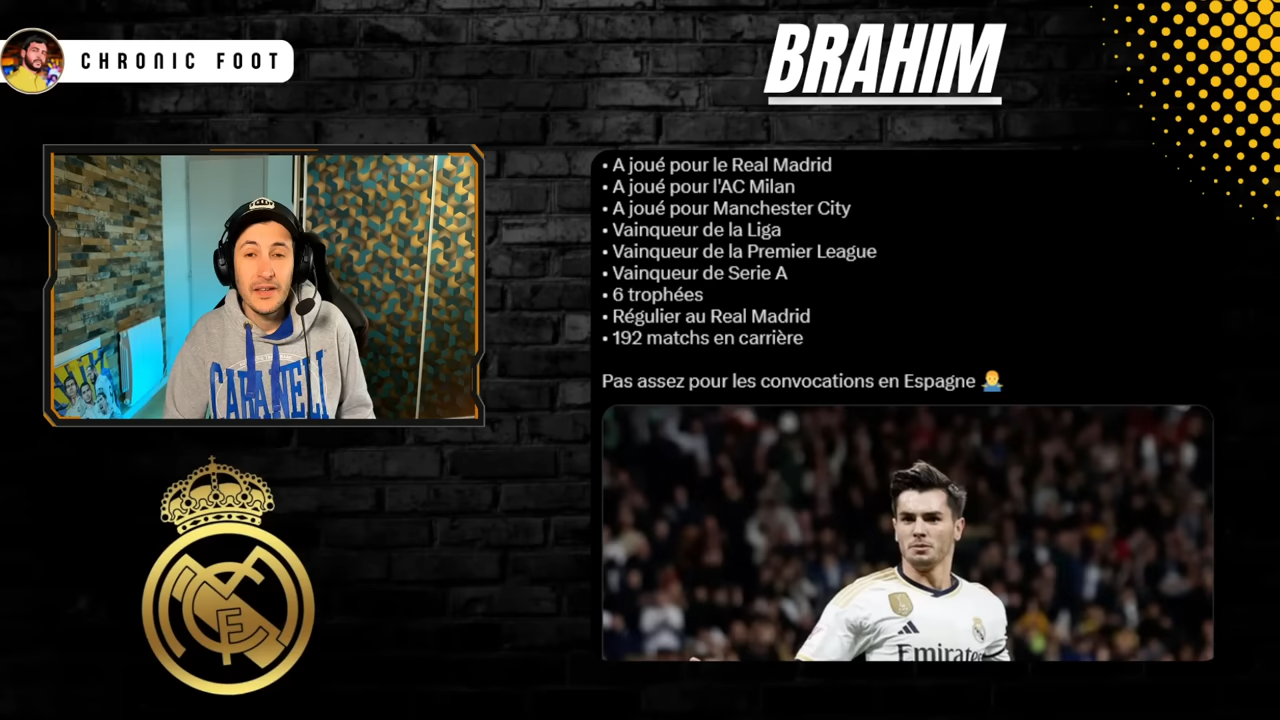 CHRONIC FOOT
BRAHIM
• A joué pour le Real Madrid
• A joué pour l'AC Milan
• A joué pour Manchester City
• Vainqueur de la Liga
• Vainqueur de la Premier League
• Vainqueur de Serie A
• 6 trophées
• Régulier au Real Madrid
• 192 matchs en carrière
Pas assez pour les convocations en Espagne
Emirates